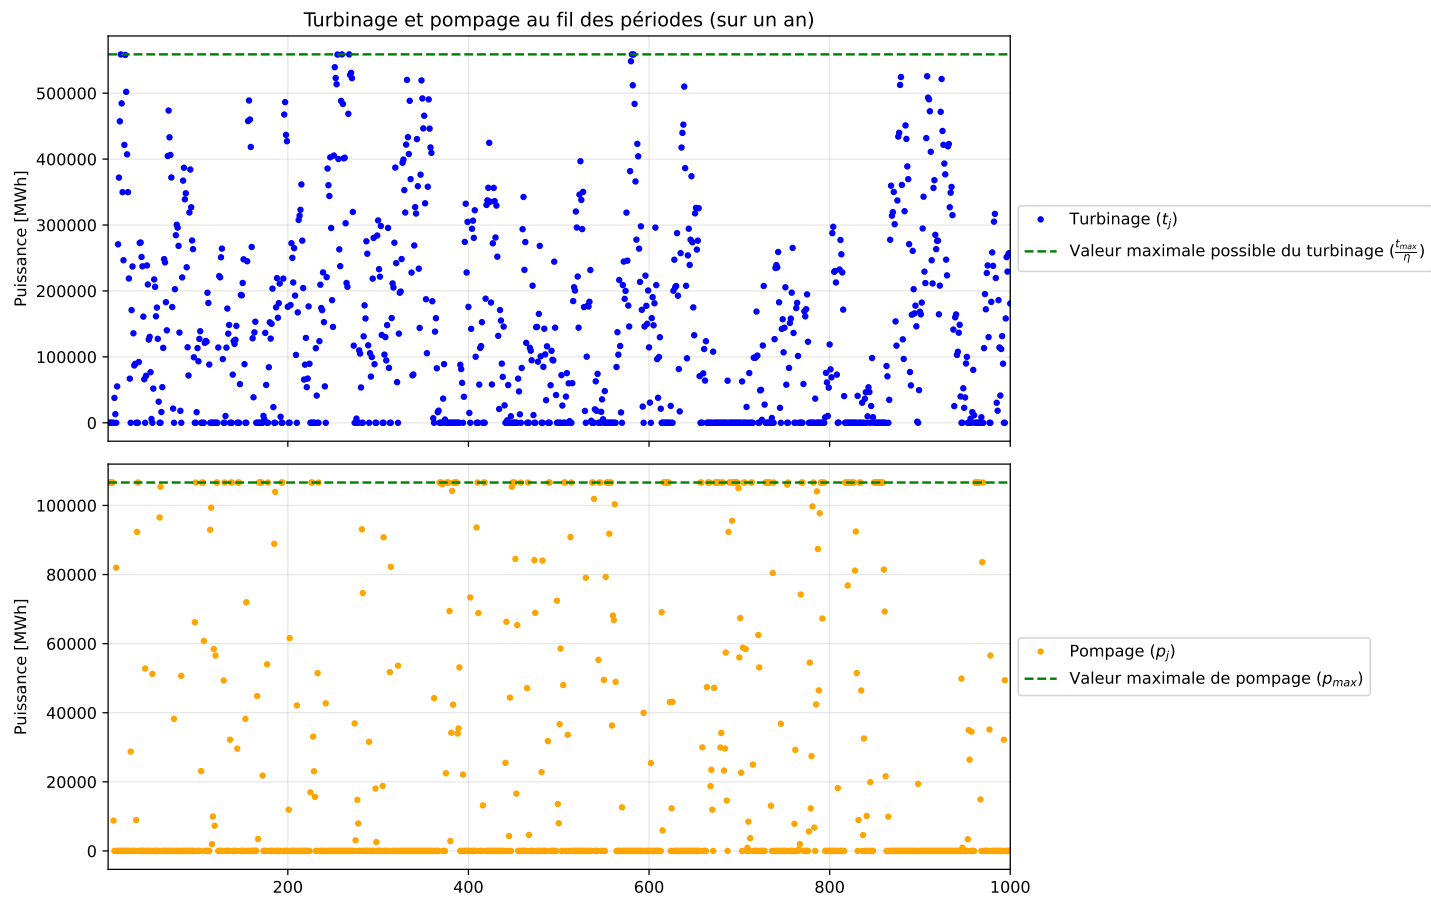 Turbinage et pompage au fil des périodes (sur un an)
Puissance [MWh]
500000
400000
300000
200000
100000
0
Turbinage (t_j)
Valeur maximale possible du turbinage (t_max/η)
Puissance [MWh]
100000
80000
60000
40000
20000
0
200
400
600
800
1000
Pompage (p_j)
Valeur maximale de pompage (p_max)